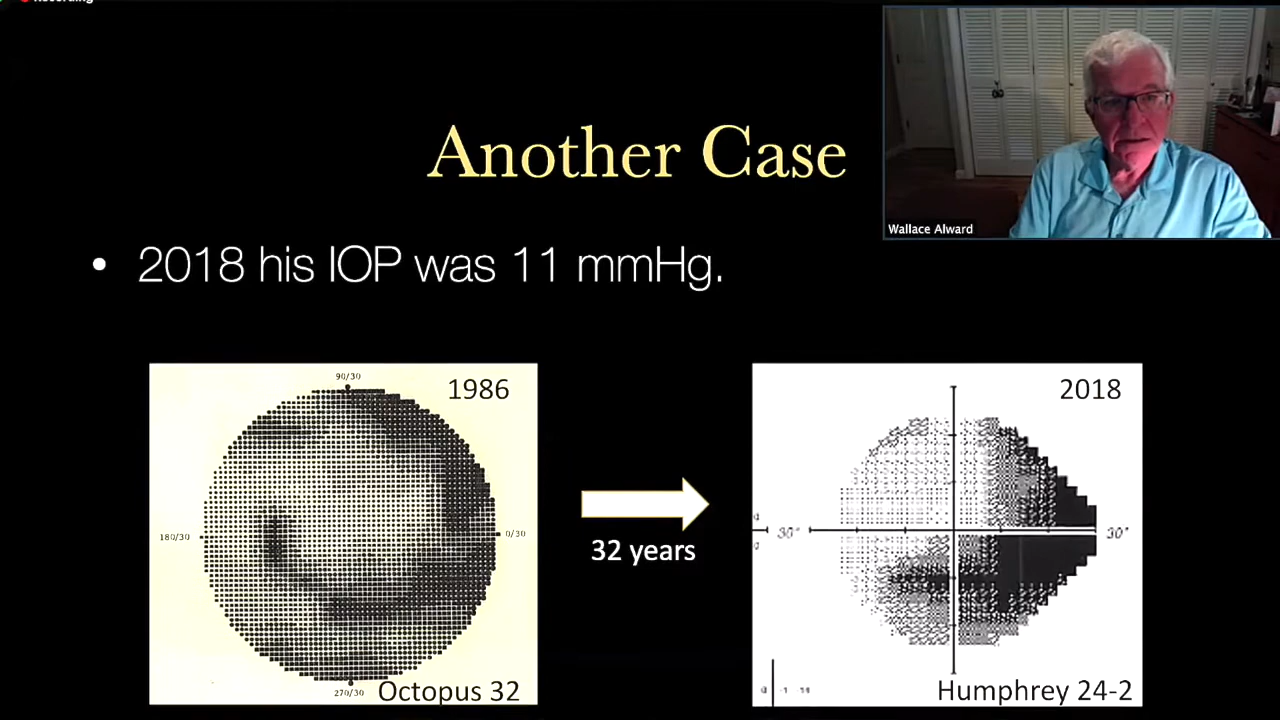 Recording
Another Case
Wallace Alward
• 2018 his IOP was 11 mmHg.
90/30
1986
180/30
0/30
270/30
Octopus 32
32 years
2018
30°
30°
Humphrey 24-2